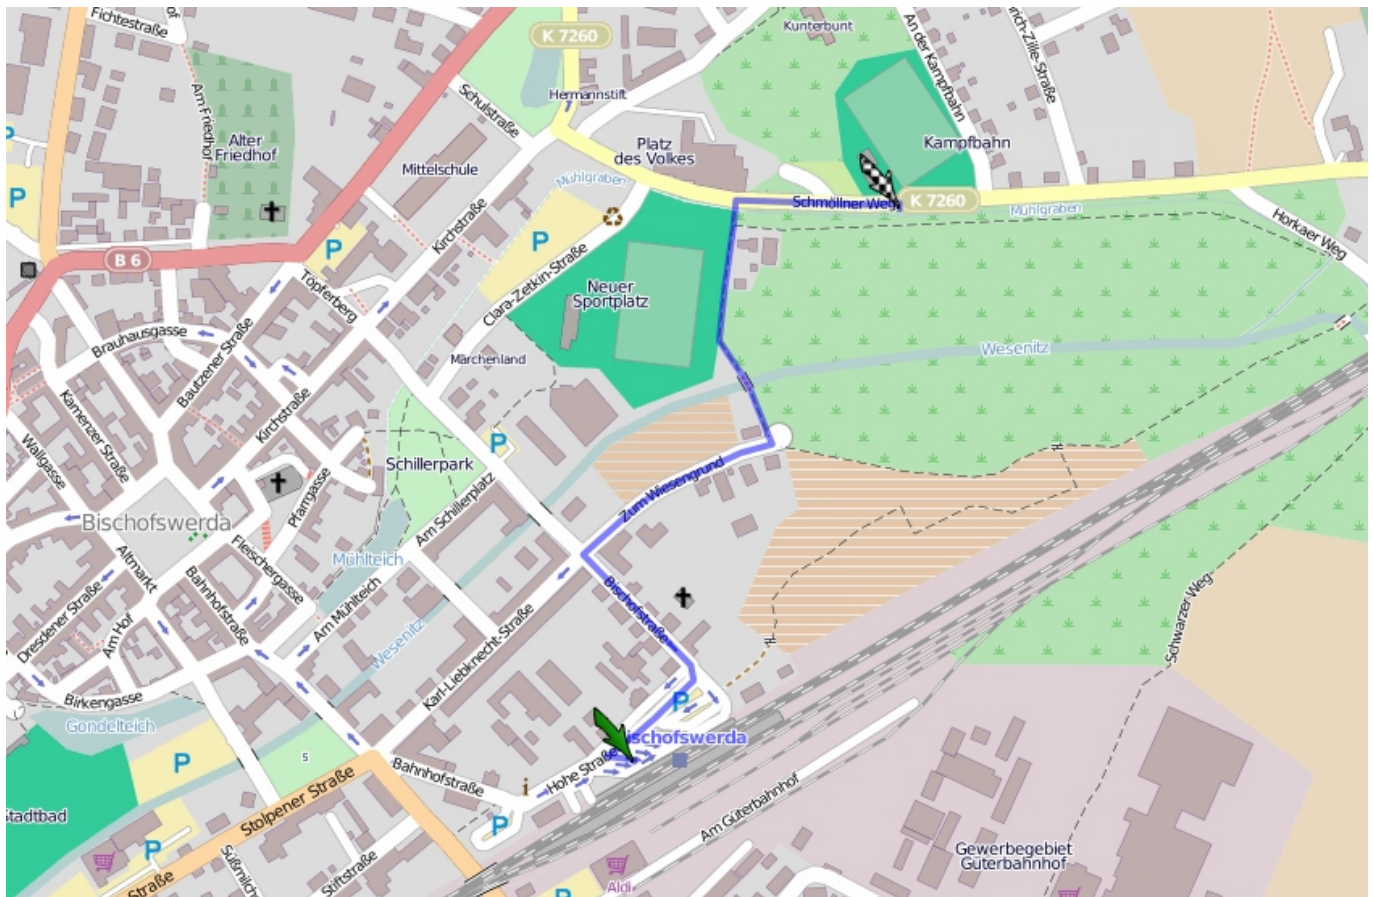 Fichtestraße
K 7260
Kunterbunt
An der Kampfbahn
rich-Zille-Straße
Schulstraße
Hermannstift
Am Friedhof
Alter
Friedhof
Mittelschule
Platz
des Volkes
Kampfbahn
P
P
Mühlgraben
Schmöllner Weg
K 7260
Mühlgraben
Horkaer Weg
Kirchstraße
P
P
B 6
Töpferberg
Clara-Zetkin-Straße
Neuer
Sportplatz
Brauhausgasse
Bautzener Straße
Märchenland
Wesenitz
Kamenzer Straße
Kirchstraße
Wallgasse
P
Schillerpark
Zum Wiesengrund
Pfarrgasse
Am Schillerplatz
Bischofswerda
Altmarkt
Fleischergasse
Mühlteich
Bahnhofstraße
Dresdener Straße
Am Hof
Am Mühlteich
Wesenitz
Bischofstraße
Schwarzer Weg
Karl-Liebknecht-Straße
Birkengasse
Gondelteich
P
ischofswerda
P
S
Bahnhofstraße
i
Hohe Straße
Stadtbad
Stolpener Straße
P
Am Güterbahnhof
P
Gewerbegebiet
Güterbahnhof
Süßmilch
Stiftstraße
Straße
Aldi
P